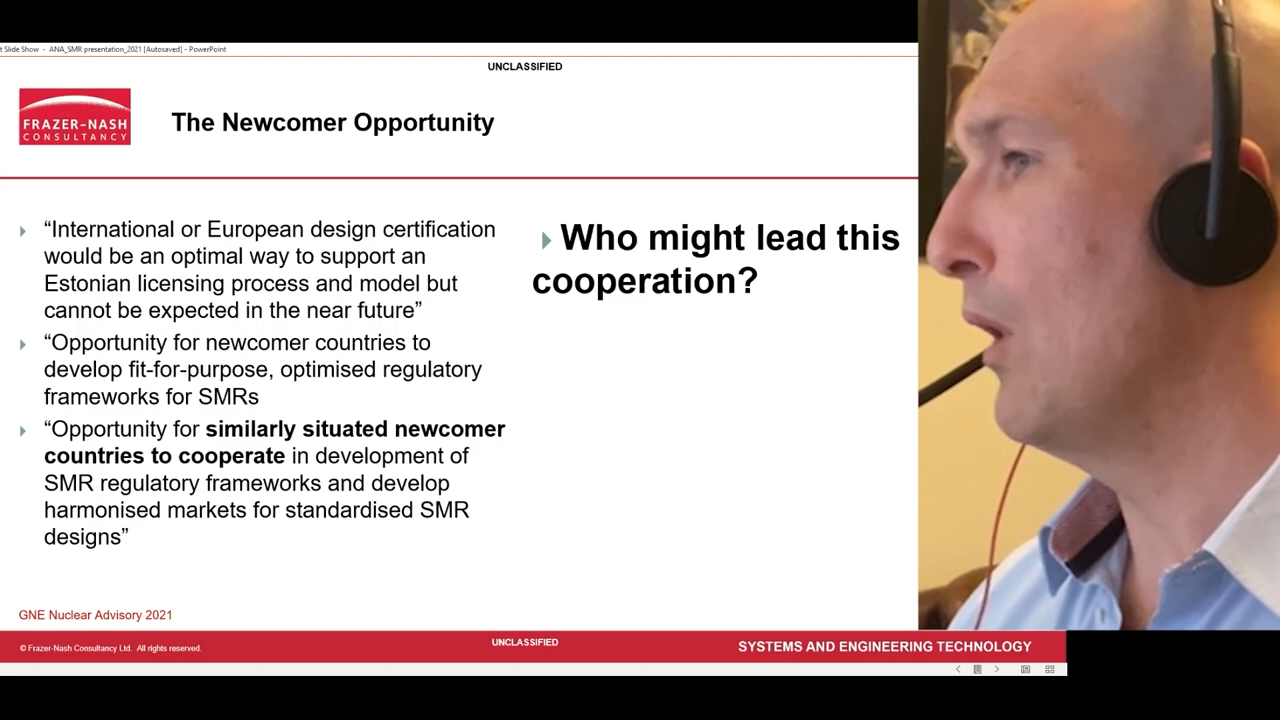 t Slide Show - ANA_SMR presentation_2021 [Autosaved] - PowerPoint
UNCLASSIFIED
FRAZER-NASH
CONSULTANCY
The Newcomer Opportunity
“International or European design certification
would be an optimal way to support an
Estonian licensing process and model but
cannot be expected in the near future”
“Opportunity for newcomer countries to
develop fit-for-purpose, optimised regulatory
frameworks for SMRs
“Opportunity for similarly situated newcomer
countries to cooperate in development of
SMR regulatory frameworks and develop
harmonised markets for standardised SMR
designs”
Who might lead this
cooperation?
GNE Nuclear Advisory 2021
© Frazer-Nash Consultancy Ltd. All rights reserved.
UNCLASSIFIED
SYSTEMS AND ENGINEERING TECHNOLOGY